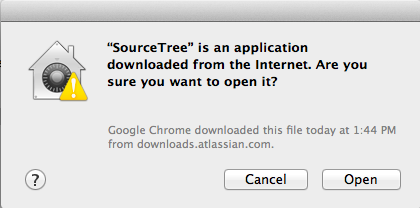 “SourceTree” is an application
downloaded from the Internet. Are you
sure you want to open it?
Google Chrome downloaded this file today at 1:44 PM
from downloads.atlassian.com.
?
Cancel
Open